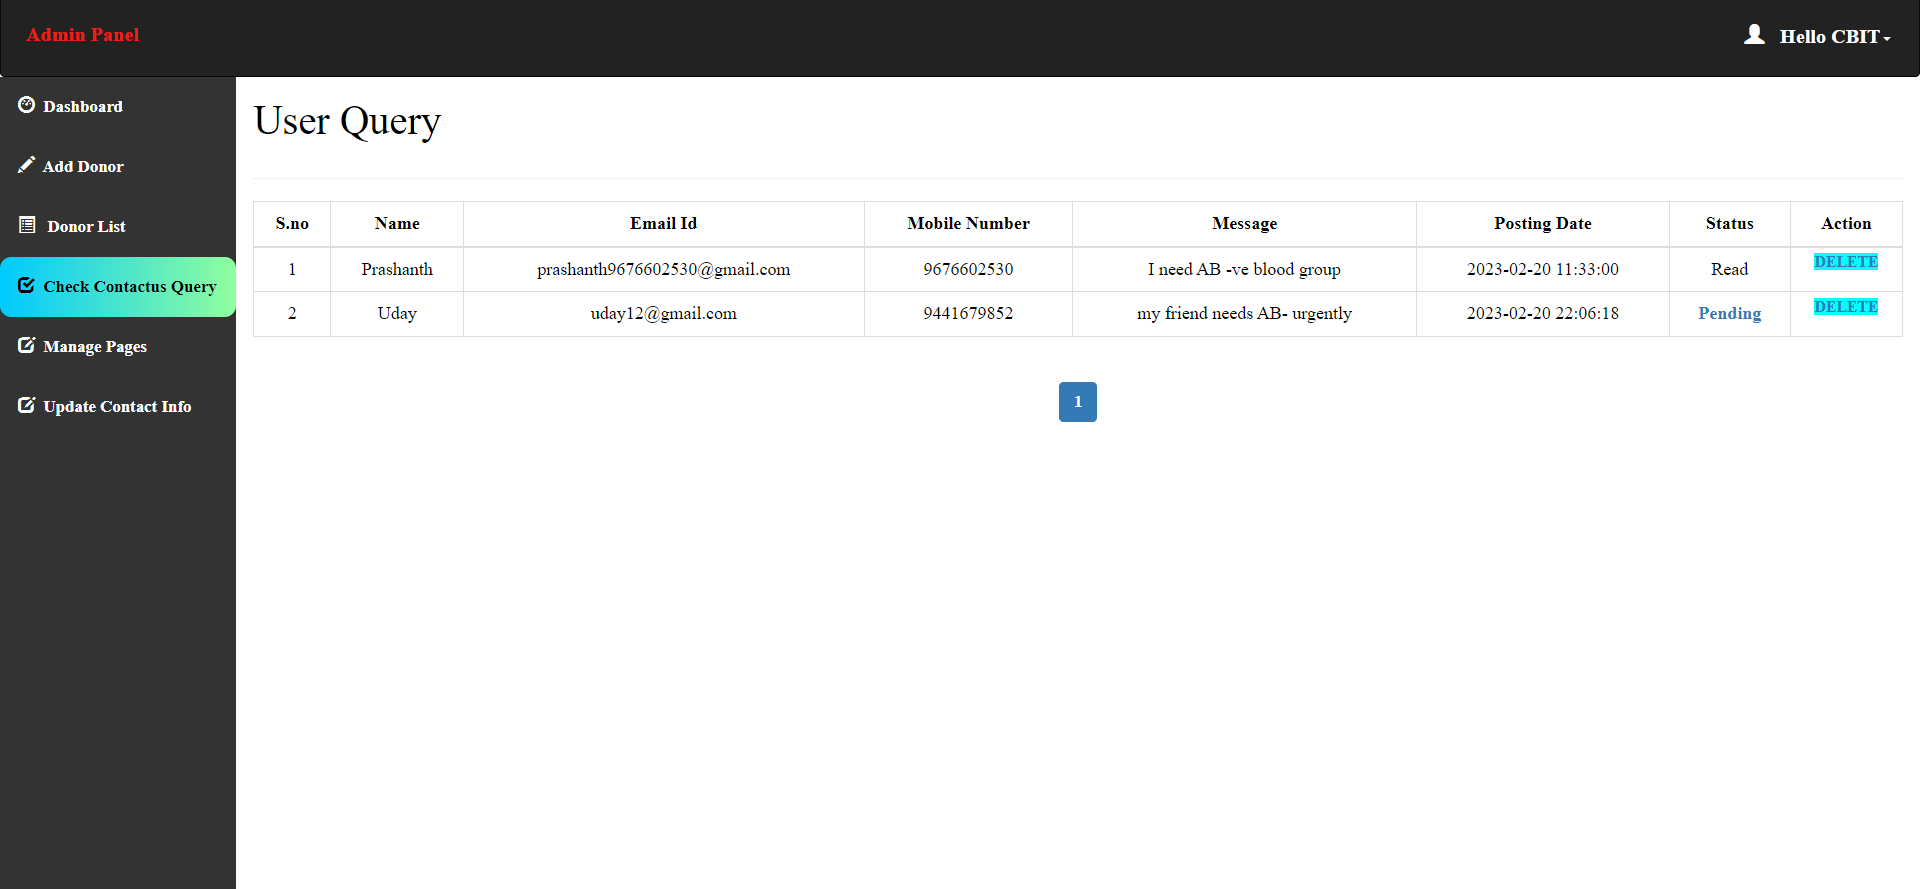 Admin Panel
Hello CBIT
Dashboard
Add Donor
Donor List
Check Contactus Query
Manage Pages
Update Contact Info
User Query
S.no Name Email Id Mobile Number Message Posting Date Status Action
1 Prashanth prashanth9676602530@gmail.com 9676602530 I need AB -ve blood group 2023-02-20 11:33:00 Read DELETE
2 Uday uday12@gmail.com 9441679852 my friend needs AB- urgently 2023-02-20 22:06:18 Pending DELETE
1